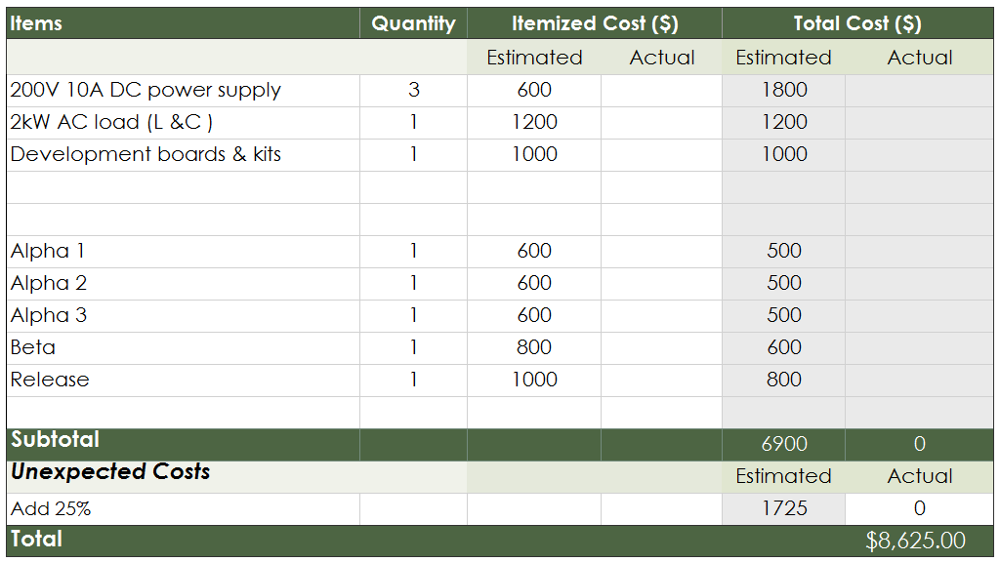 Items Quantity Itemized Cost ($) Total Cost ($)
Estimated Actual Estimated Actual
200V 10A DC power supply 3 600 1800
2kW AC load (L &C ) 1 1200 1200
Development boards & kits 1 1000 1000
Alpha 1 1 600 500
Alpha 2 1 600 500
Alpha 3 1 600 500
Beta 1 800 600
Release 1 1000 800
Subtotal 6900 0
Unexpected Costs Estimated Actual
Add 25% 1725 0
Total $8,625.00